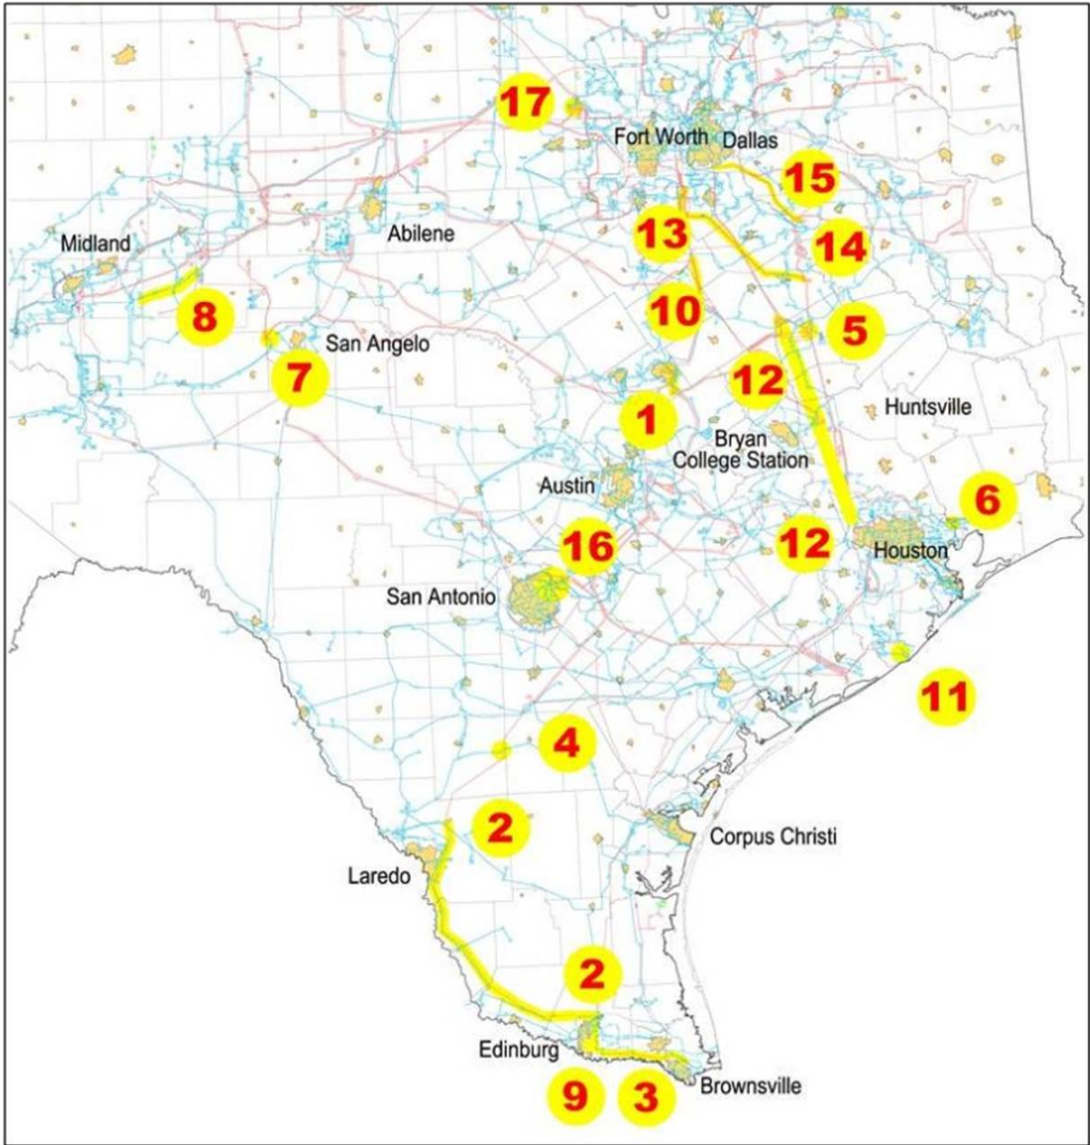 17
Fort Worth Dallas
15
13
14
Midland
Abilene
8
10
5
San Angelo
7
12
1
Huntsville
Bryan
College Station
Austin
6
16
12
Houston
San Antonio
11
4
2
Corpus Christi
Laredo
2
Edinburg
9
3
Brownsville